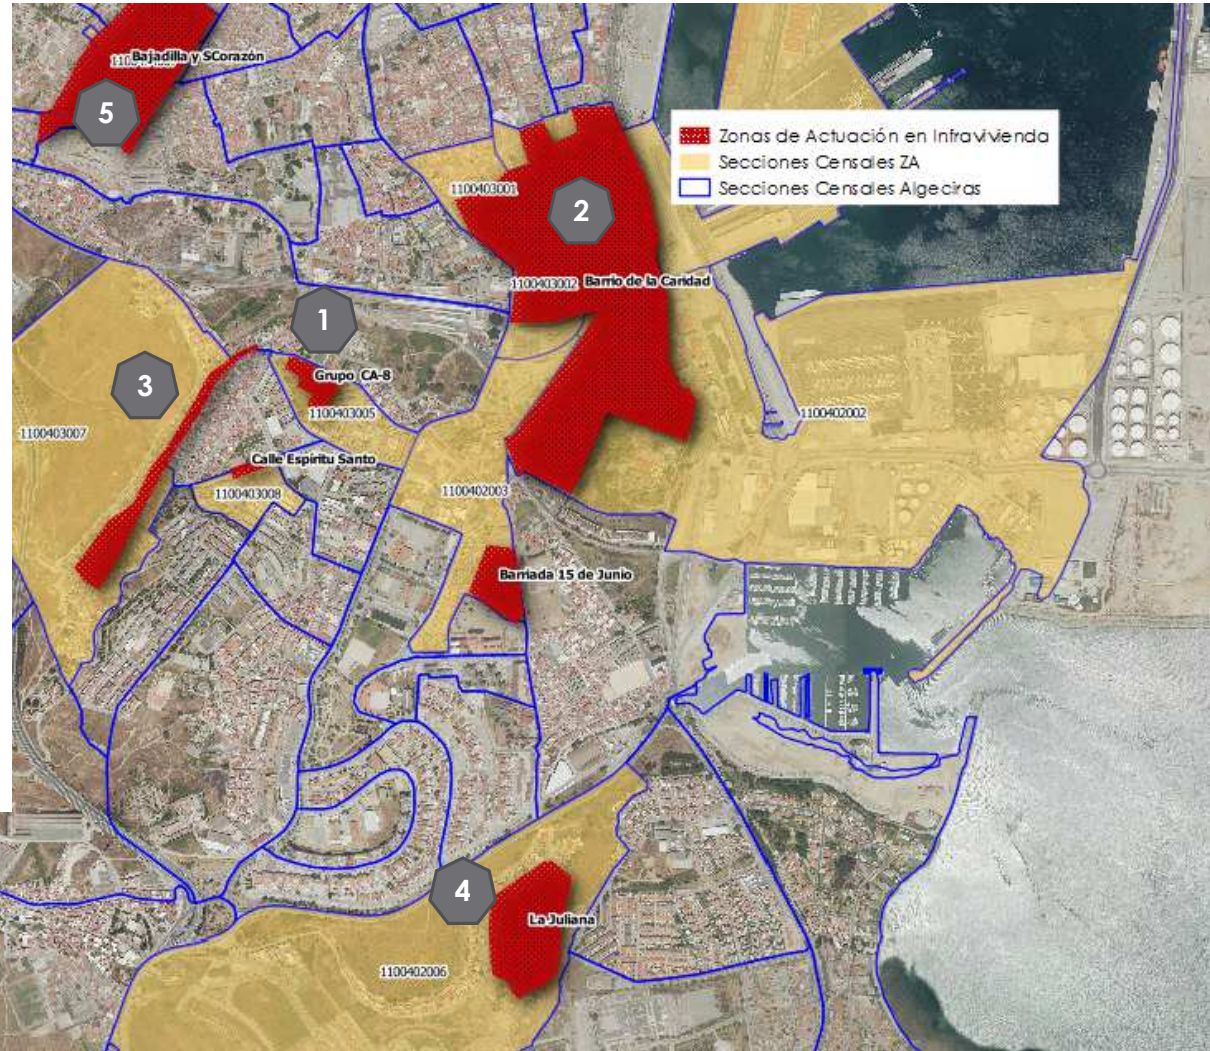 Bajadilla y SCorazón
5
Zonas de Actuación en Infravivienda
Secciones Censales ZA
Secciones Censales Algeciras
1100403001
2
1100403002
Barrio de la Caridad
1
3
Grupo CA-8
1100403005
1100402002
1100403007
Calle Espíritu Santo
1100403008
1100402003
Barriada 15 de Junio
4
La Juliana
1100402006